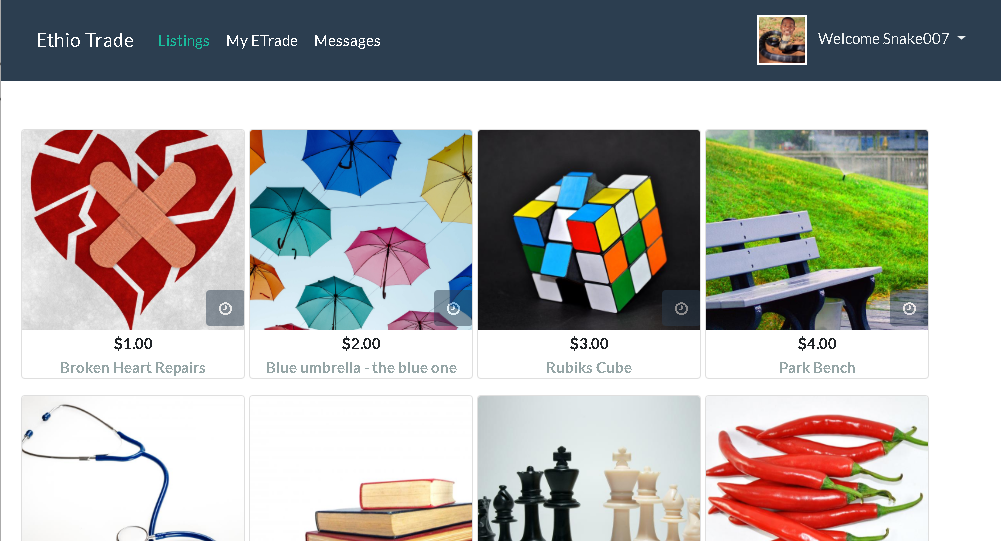 Ethio Trade Listings My ETrade Messages Welcome Snake007
$1.00 $2.00 $3.00 $4.00
Broken Heart Repairs Blue umbrella - the blue one Rubiks Cube Park Bench